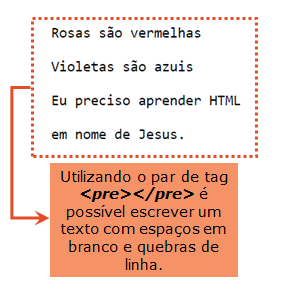 Rosas são vermelhas
Violetas são azuis
Eu preciso aprender HTML
em nome de Jesus.
Utilizando o par de tag
<pre></pre> é
possível escrever um
texto com espaços em
branco e quebras de
linha.